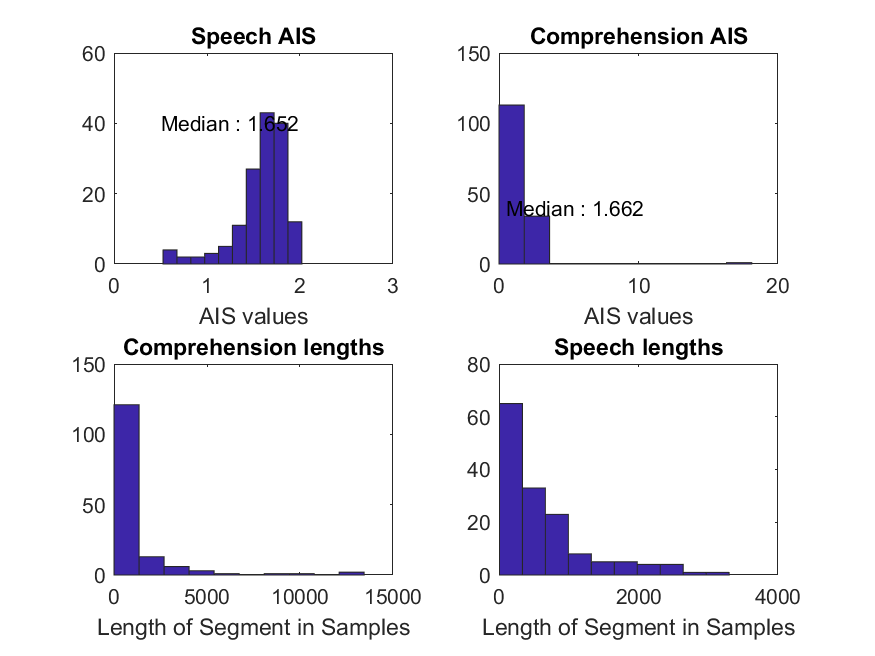 Speech AIS
60
40
20
0
Median : 1.652
0 1 2 3
AIS values
Comprehension AIS
150
100
50
0
Median : 1.662
0 10 20
AIS values
Comprehension lengths
150
100
50
0
0 5000 10000 15000
Length of Segment in Samples
Speech lengths
80
60
40
20
0
0 2000 4000
Length of Segment in Samples